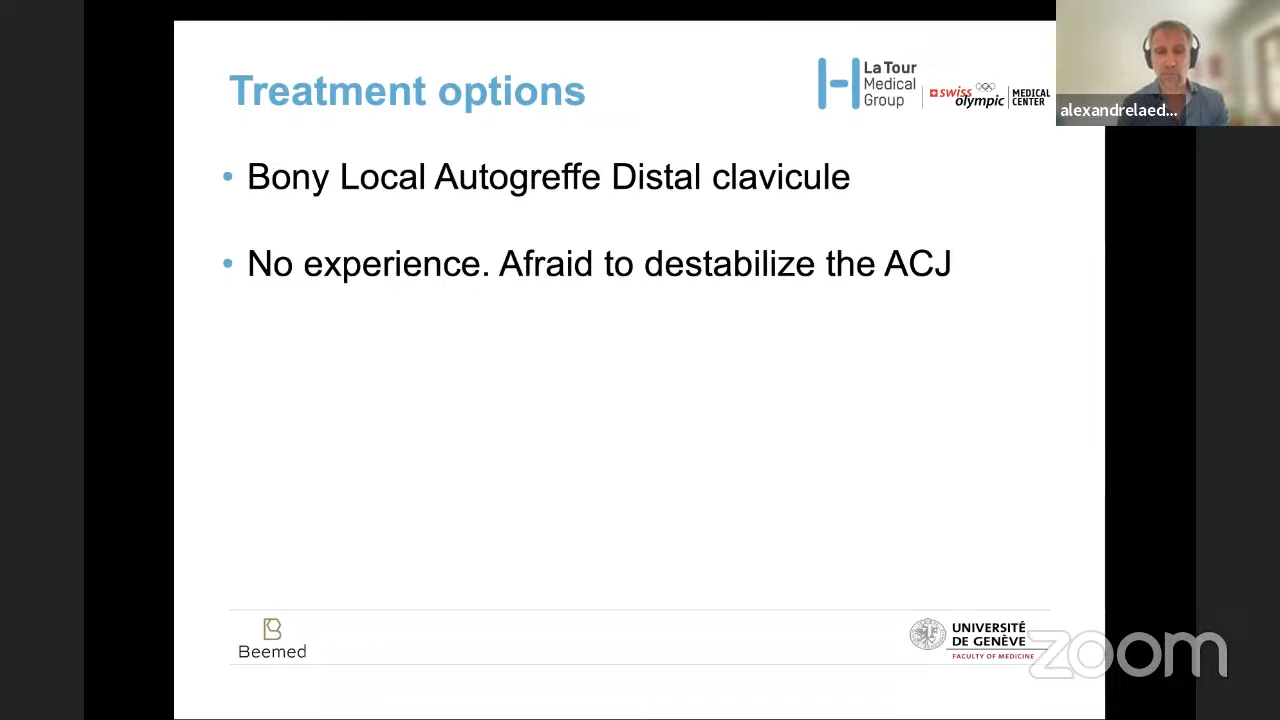 Treatment options
La Tour
Medical
Group
swiss
olympic
MEDICAL
CENTER
alexandrelaed...
• Bony Local Autogreffe Distal clavicule
• No experience. Afraid to destabilize the ACJ
Beemed
UNIVERSITÉ
DE GENÈVE
FACULTY OF MEDICINE
zoom